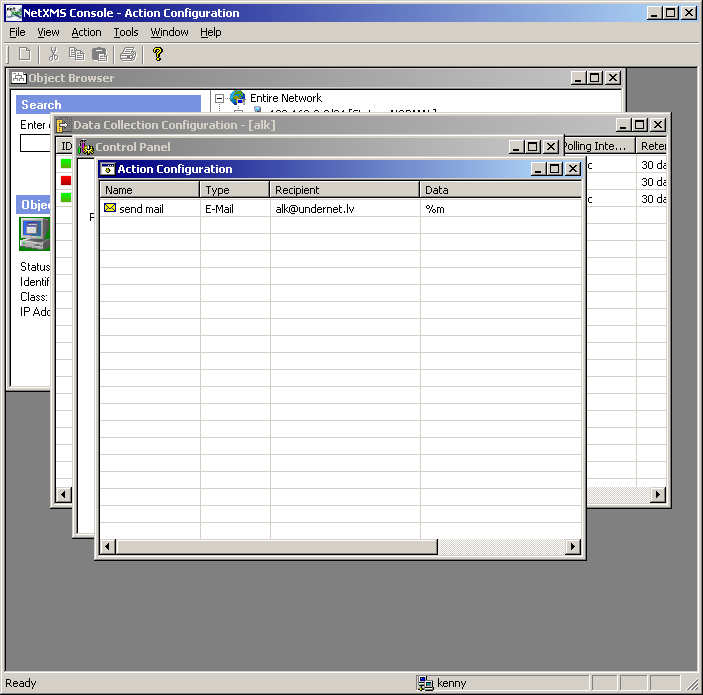 NetXMS Console - Action Configuration
File View Action Tools Window Help
Object Browser
Search
Entire Network
Enter
Data Collection Configuration - [alk]
ID
Polling Inte... Reten
Control Panel
30 da
30 da
30 da
Action Configuration
Name Type Recipient Data
send mail E-Mail alk@undernet.lv %m
Objec
Status
Identifi
Class:
IP Add
Ready
kenny